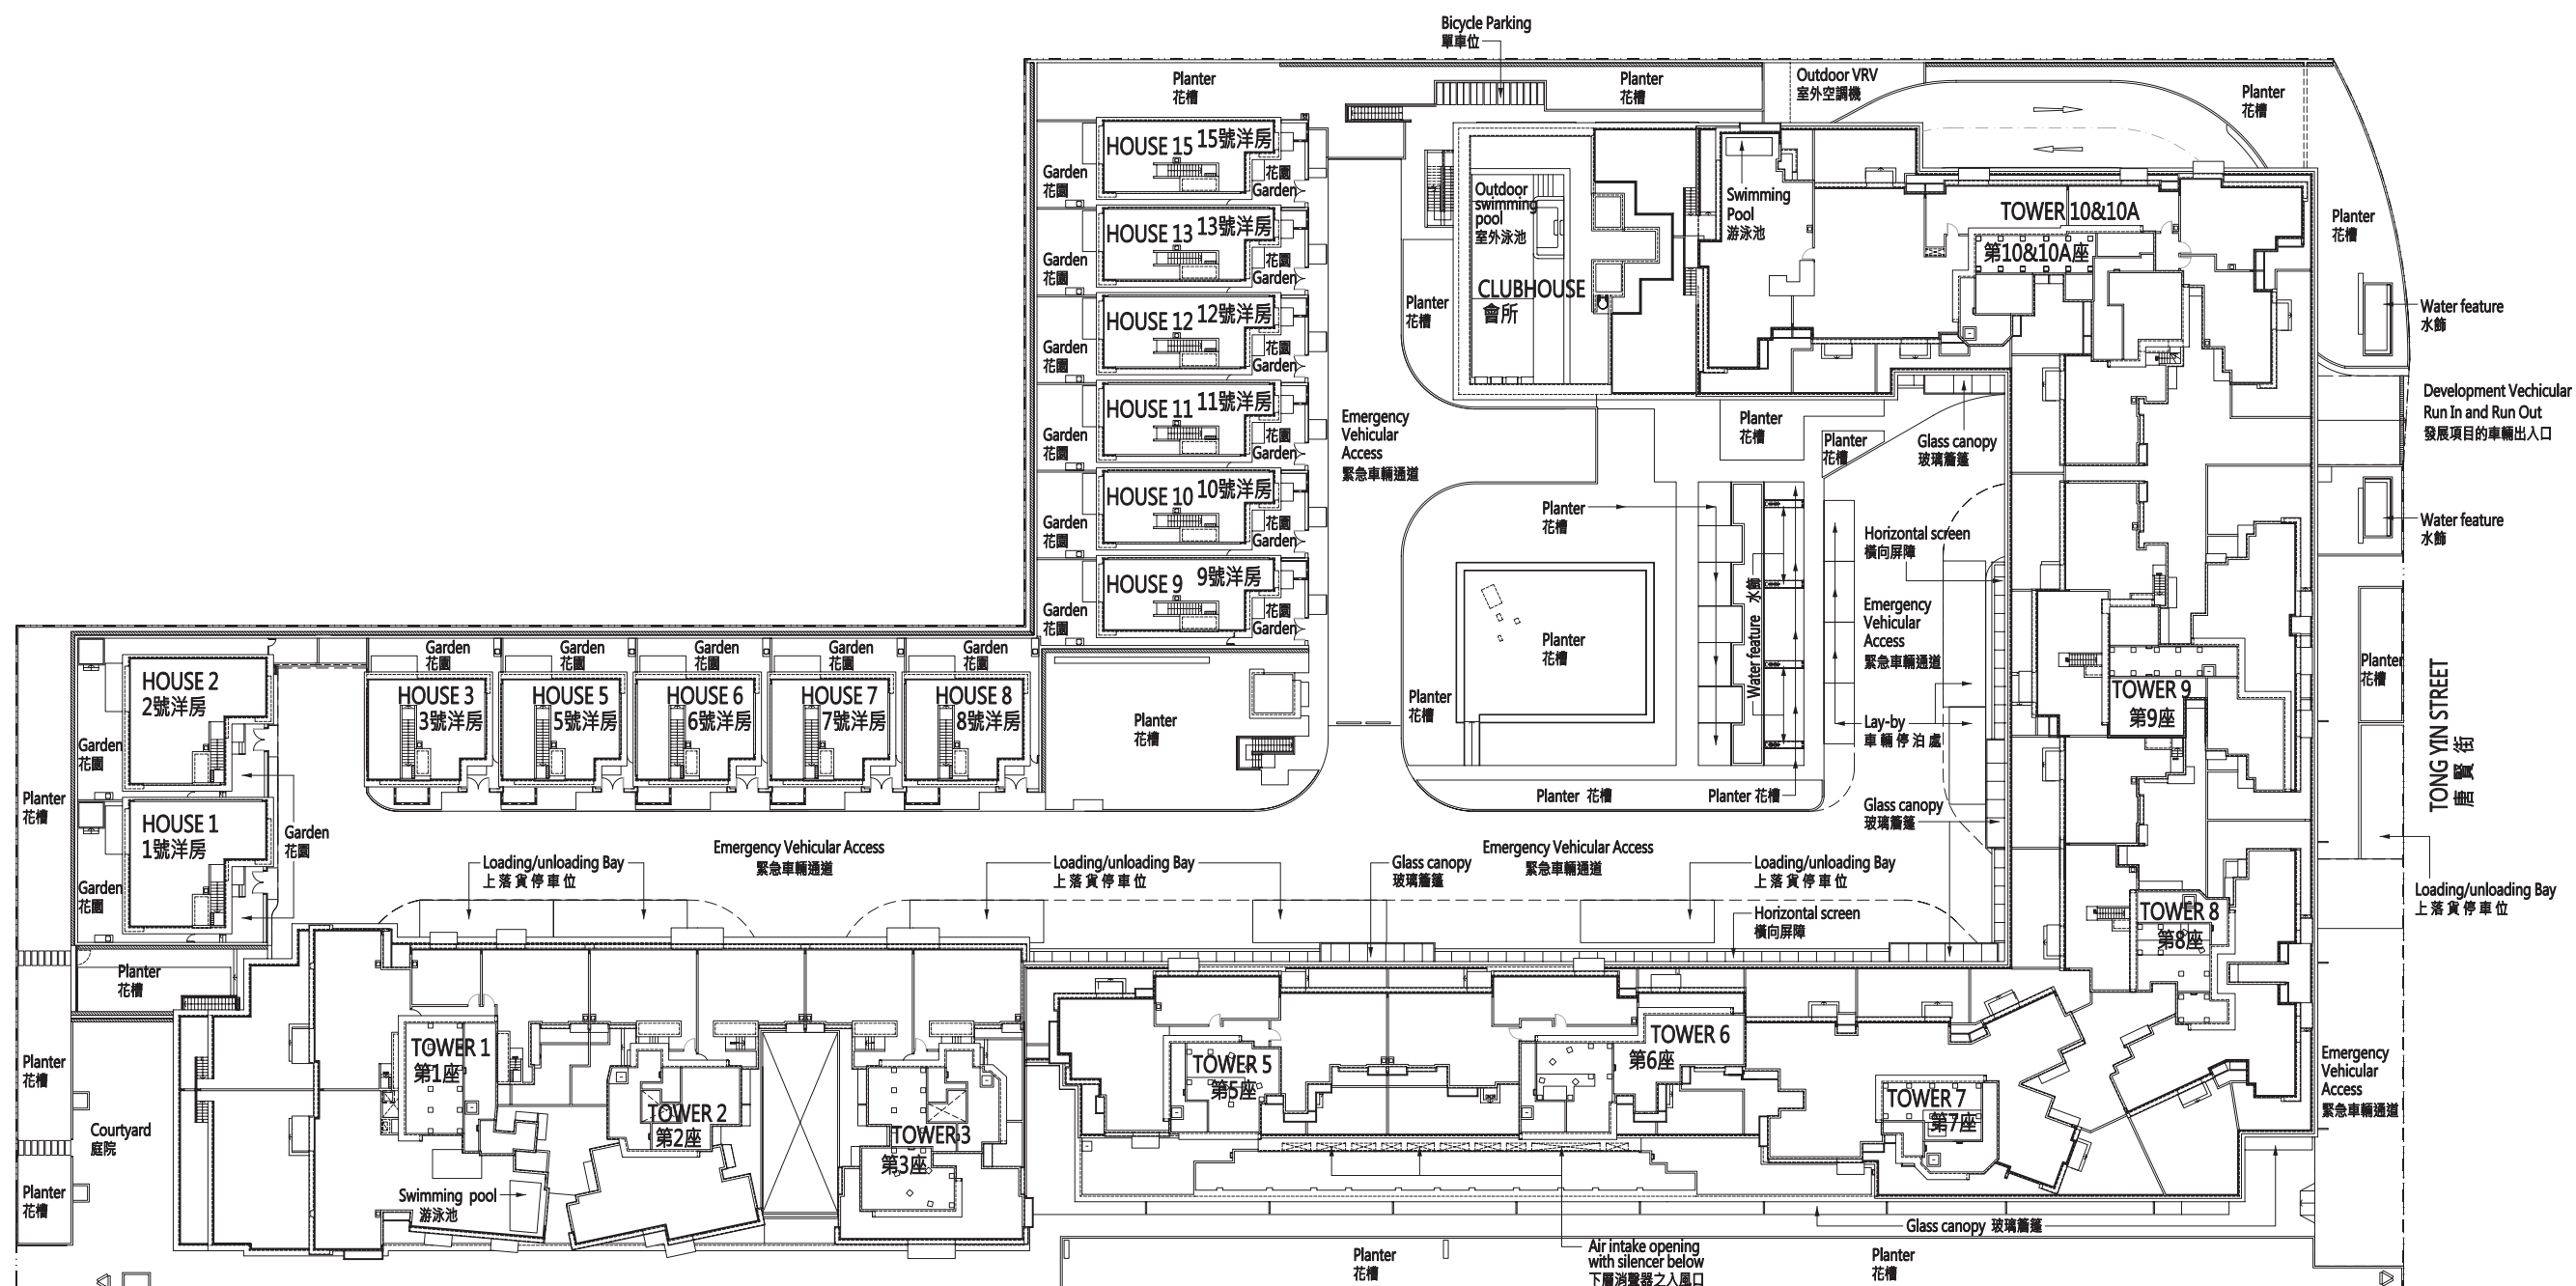 Bicycle Parking
單車位
Planter
花槽
Planter
花槽
Outdoor VRV
室外空調機
Planter
花槽
HOUSE 15 15號洋房
Garden
花園
花園
Garden
HOUSE 13 13號洋房
Garden
花園
花園
Garden
HOUSE 12 12號洋房
Garden
花園
花園
Garden
HOUSE 11 11號洋房
Garden
花園
花園
Garden
HOUSE 10 10號洋房
Garden
花園
花園
Garden
HOUSE 9 9號洋房
Garden
花園
花園
Garden
Outdoor
swimming
pool
室外泳池
CLUBHOUSE
會所
Planter
花槽
Swimming
Pool
游泳池
TOWER 10&10A
第10&10A座
Planter
花槽
Water feature
水飾
Development Vechicular
Run In and Run Out
發展項目的車輛出入口
Water feature
水飾
Emergency
Vehicular
Access
緊急車輛通道
Planter
花槽
Planter
花槽
Glass canopy
玻璃簷篷
Planter
花槽
Horizontal screen
橫向屏障
Water feature 水飾
Emergency
Vehicular
Access
緊急車輛通道
Planter
花槽
Planter
花槽
Lay-by
車輛停泊處
Planter 花槽
Planter 花槽
Glass canopy
玻璃簷篷
TOWER 9
第9座
Planter
花槽
TONG YIN STREET
唐賢街
Loading/unloading Bay
上落貨停車位
HOUSE 2
2號洋房
Garden
花園
HOUSE 1
1號洋房
Garden
花園
Garden
花園
Planter
花槽
Garden
花園
Garden
花園
Garden
花園
Garden
花園
Garden
花園
HOUSE 3
3號洋房
HOUSE 5
5號洋房
HOUSE 6
6號洋房
HOUSE 7
7號洋房
HOUSE 8
8號洋房
Planter
花槽
Emergency Vehicular Access
緊急車輛通道
Loading/unloading Bay
上落貨停車位
Loading/unloading Bay
上落貨停車位
Glass canopy
玻璃簷篷
Emergency Vehicular Access
緊急車輛通道
Loading/unloading Bay
上落貨停車位
Horizontal screen
橫向屏障
TOWER 8
第8座
Planter
花槽
Planter
花槽
Courtyard
庭院
Planter
花槽
TOWER 1
第1座
TOWER 2
第2座
TOWER 3
第3座
Swimming pool
游泳池
TOWER 5
第5座
TOWER 6
第6座
TOWER 7
第7座
Emergency
Vehicular
Access
緊急車輛通道
Glass canopy 玻璃簷篷
Air intake opening
with silencer below
下層消聲器之入風口
Planter
花槽
Planter
花槽